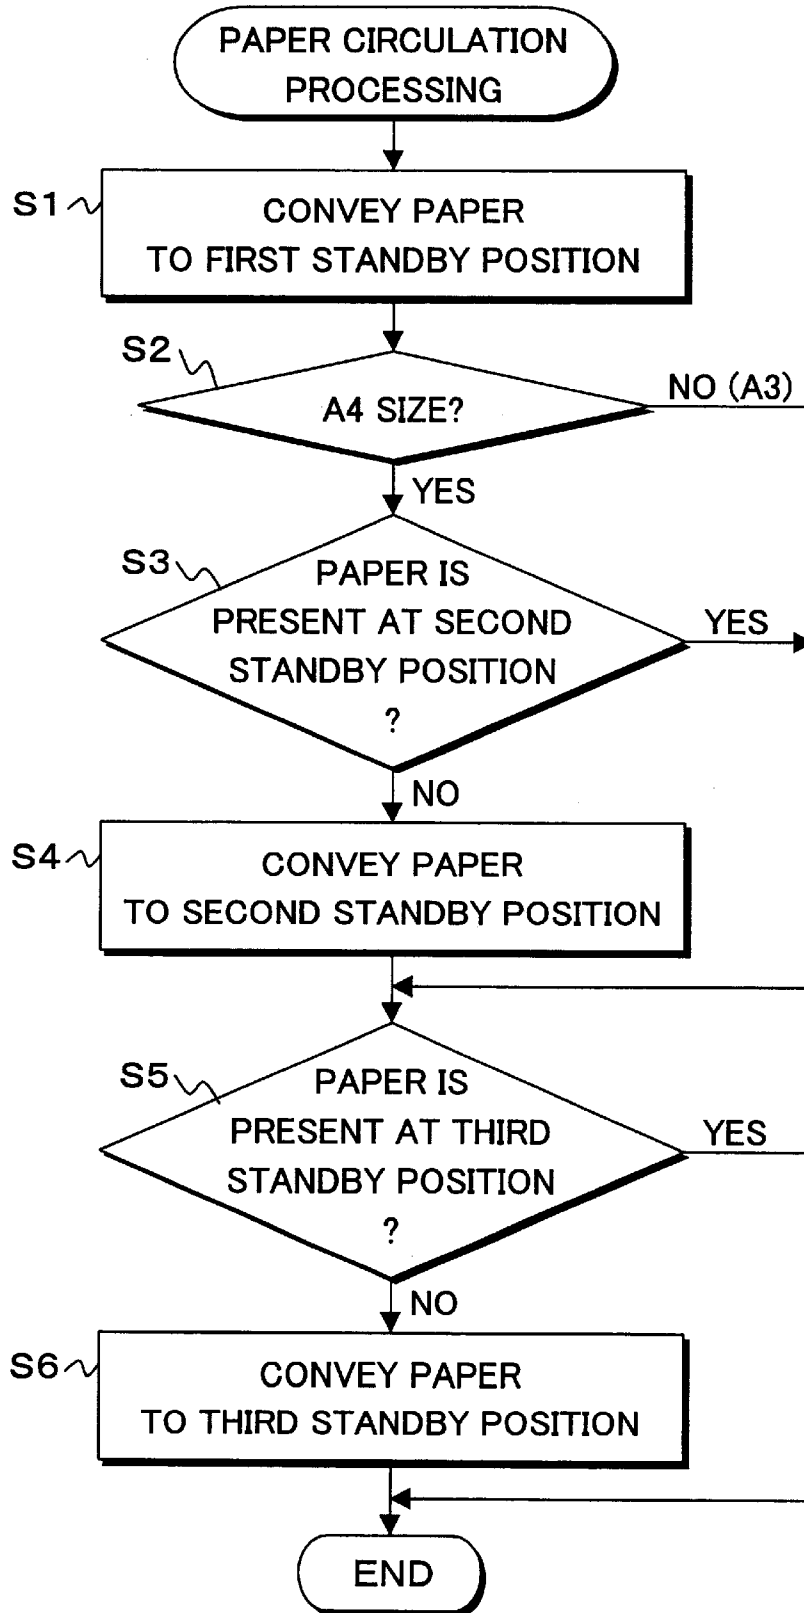 PAPER CIRCULATION
PROCESSING
S1
CONVEY PAPER
TO FIRST STANDBY POSITION
S2
A4 SIZE?
NO (A3)
YES
S3
PAPER IS
PRESENT AT SECOND
STANDBY POSITION
?
YES
NO
S4
CONVEY PAPER
TO SECOND STANDBY POSITION
S5
PAPER IS
PRESENT AT THIRD
STANDBY POSITION
?
YES
NO
S6
CONVEY PAPER
TO THIRD STANDBY POSITION
END